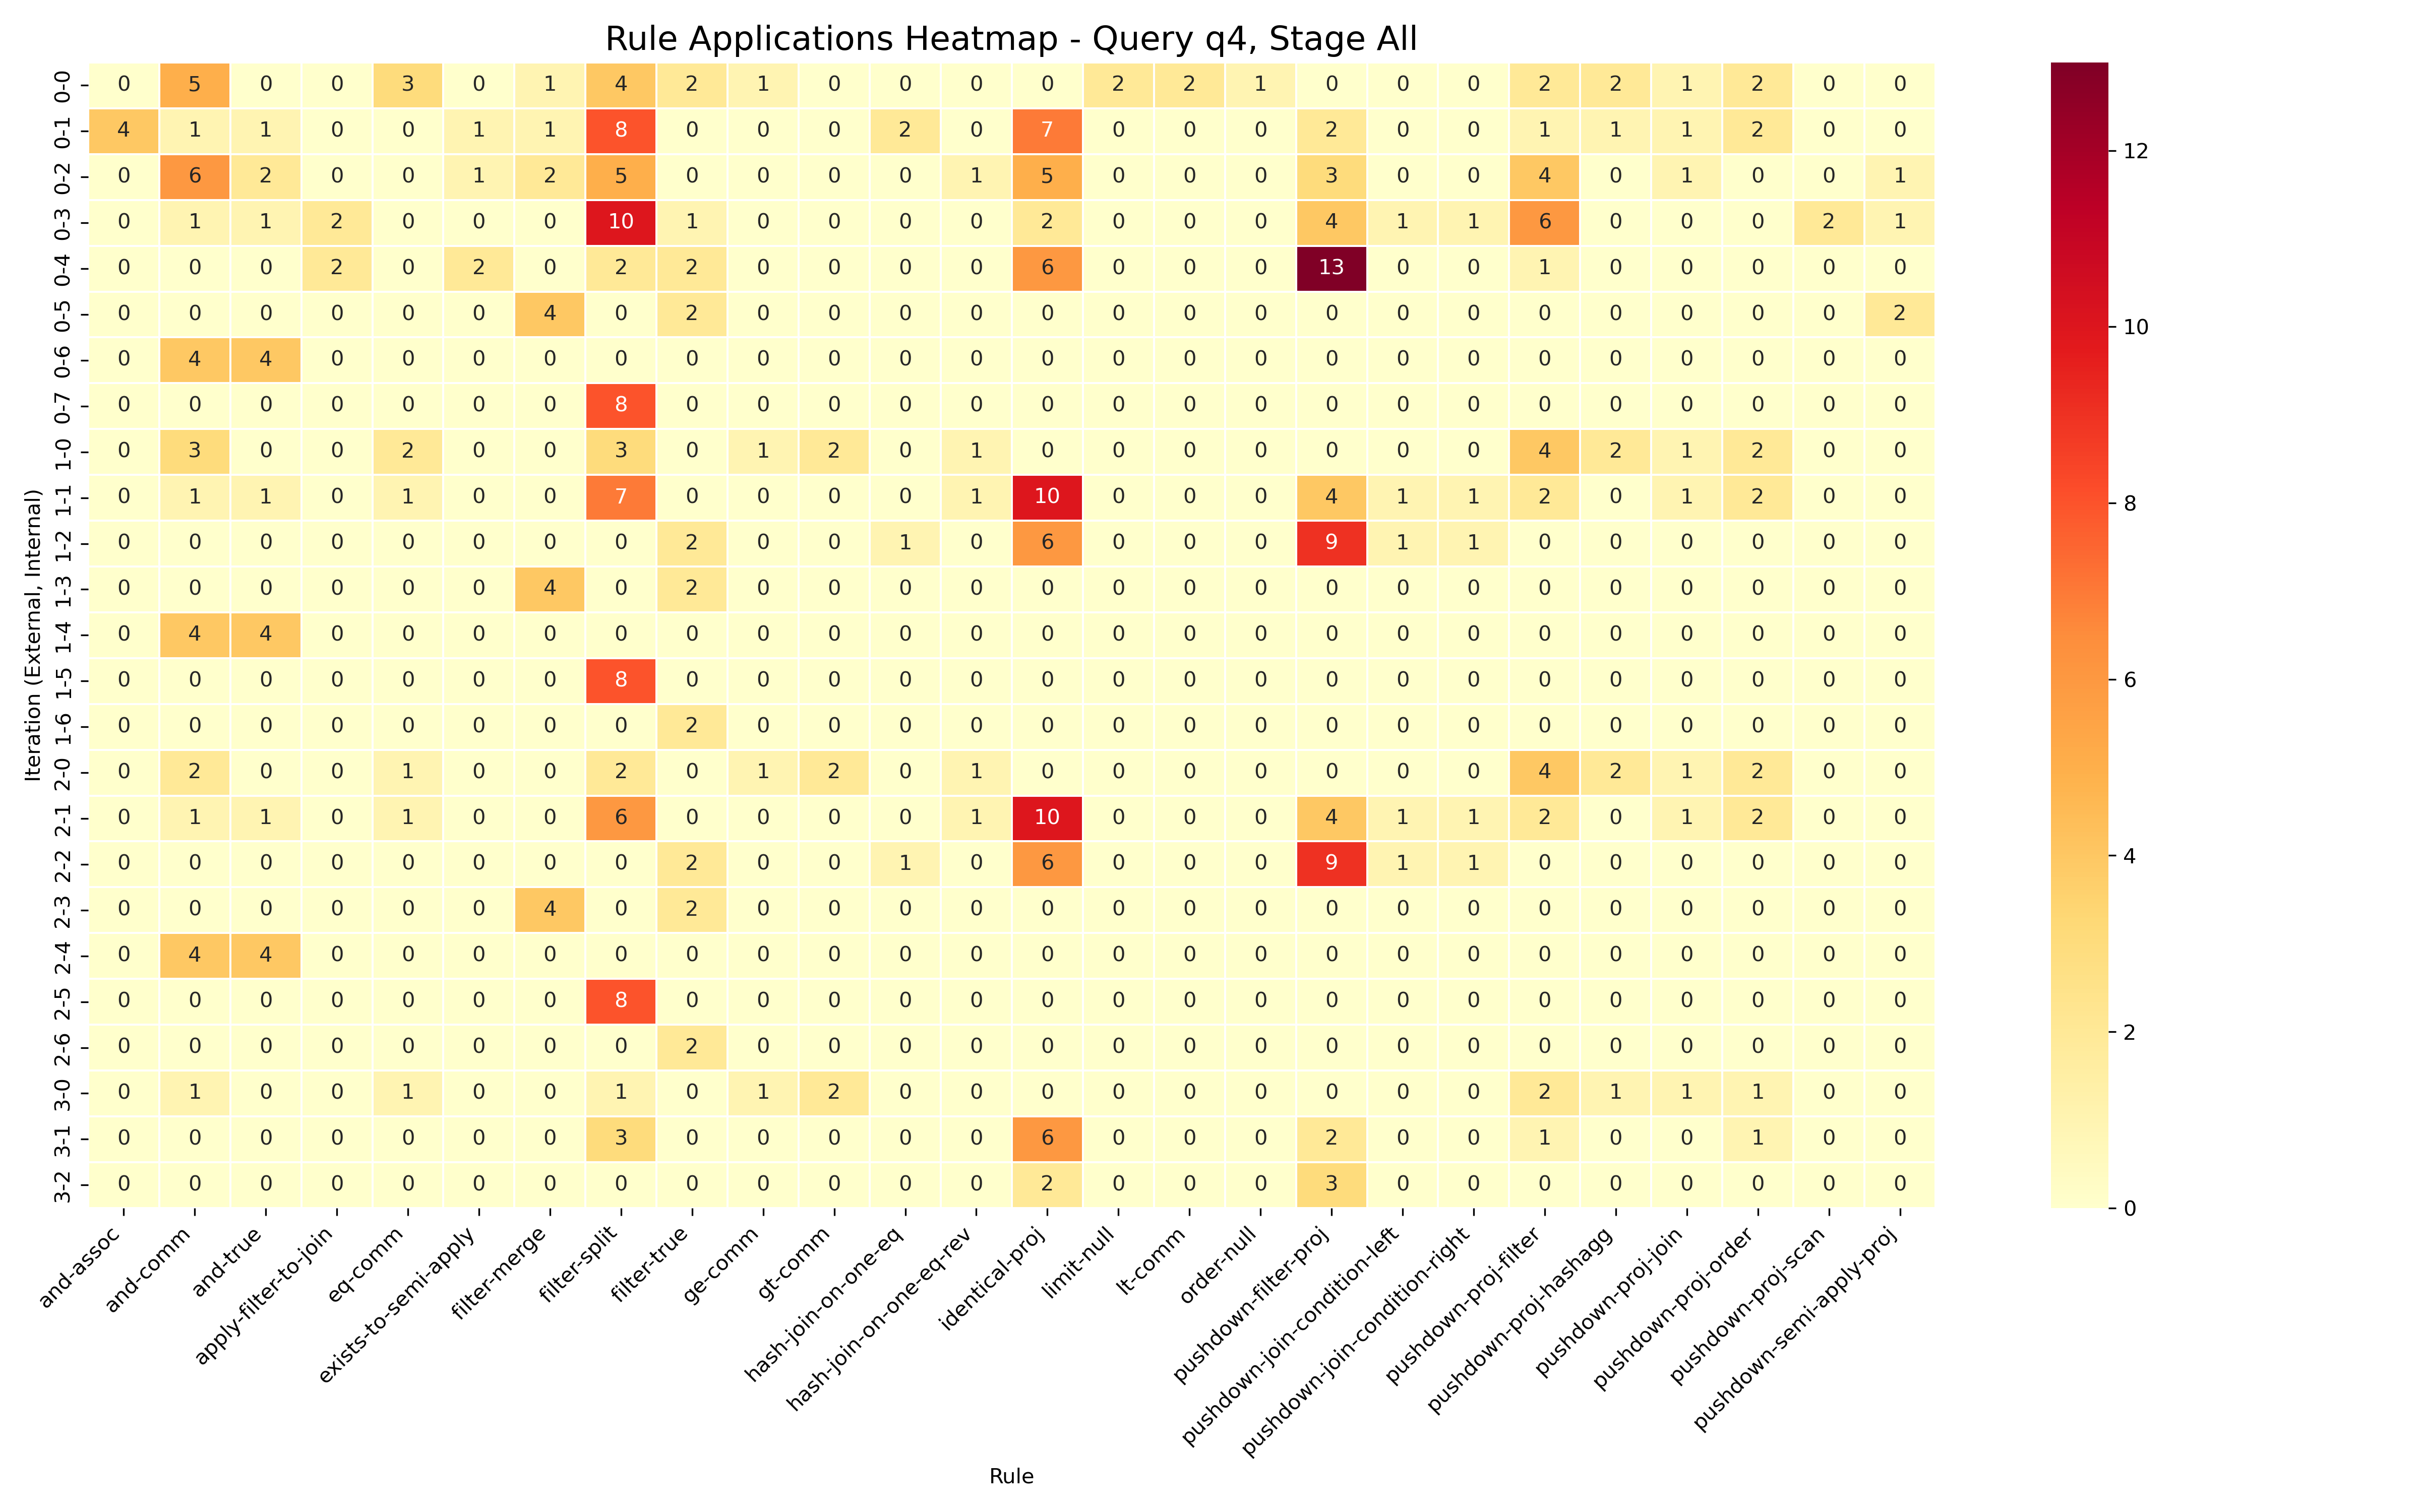 Rule Applications Heatmap - Query q4, Stage All
Iteration (External, Internal)
0-0 0 5 0 0 3 0 1 4 2 1 0 0 0 0 2 2 1 0 0 0 2 2 1 2 0 0
0-1 4 1 1 0 0 1 1 8 0 0 0 2 0 7 0 0 0 2 0 0 1 1 1 2 0 0
0-2 0 6 2 0 0 1 2 5 0 0 0 0 1 5 0 0 0 3 0 0 4 0 1 0 0 1
0-3 0 1 1 2 0 0 0 10 1 0 0 0 0 2 0 0 0 4 1 1 6 0 0 0 2 1
0-4 0 0 0 2 0 2 0 2 2 0 0 0 0 6 0 0 0 13 0 0 1 0 0 0 0 0
0-5 0 0 0 0 0 0 4 0 2 0 0 0 0 0 0 0 0 0 0 0 0 0 0 0 0 2
0-6 0 4 4 0 0 0 0 0 0 0 0 0 0 0 0 0 0 0 0 0 0 0 0 0 0 0
0-7 0 0 0 0 0 0 0 8 0 0 0 0 0 0 0 0 0 0 0 0 0 0 0 0 0 0
1-0 0 3 0 0 2 0 0 3 0 1 2 0 1 0 0 0 0 0 0 0 4 2 1 2 0 0
1-1 0 1 1 0 1 0 0 7 0 0 0 0 1 10 0 0 0 4 1 1 2 0 1 2 0 0
1-2 0 0 0 0 0 0 0 0 2 0 0 1 0 6 0 0 0 9 1 1 0 0 0 0 0 0
1-3 0 0 0 0 0 0 4 0 2 0 0 0 0 0 0 0 0 0 0 0 0 0 0 0 0 0
1-4 0 4 4 0 0 0 0 0 0 0 0 0 0 0 0 0 0 0 0 0 0 0 0 0 0 0
1-5 0 0 0 0 0 0 0 8 0 0 0 0 0 0 0 0 0 0 0 0 0 0 0 0 0 0
1-6 0 0 0 0 0 0 0 0 2 0 0 0 0 0 0 0 0 0 0 0 0 0 0 0 0 0
2-0 0 2 0 0 1 0 0 2 0 1 2 0 1 0 0 0 0 0 0 0 4 2 1 2 0 0
2-1 0 1 1 0 1 0 0 6 0 0 0 0 1 10 0 0 0 4 1 1 2 0 1 2 0 0
2-2 0 0 0 0 0 0 0 0 2 0 0 1 0 6 0 0 0 9 1 1 0 0 0 0 0 0
2-3 0 0 0 0 0 0 4 0 2 0 0 0 0 0 0 0 0 0 0 0 0 0 0 0 0 0
2-4 0 4 4 0 0 0 0 0 0 0 0 0 0 0 0 0 0 0 0 0 0 0 0 0 0 0
2-5 0 0 0 0 0 0 0 8 0 0 0 0 0 0 0 0 0 0 0 0 0 0 0 0 0 0
2-6 0 0 0 0 0 0 0 0 2 0 0 0 0 0 0 0 0 0 0 0 0 0 0 0 0 0
3-0 0 1 0 0 1 0 0 1 0 1 2 0 0 0 0 0 0 0 0 0 2 1 1 1 0 0
3-1 0 0 0 0 0 0 0 3 0 0 0 0 0 6 0 0 0 2 0 0 1 0 0 1 0 0
3-2 0 0 0 0 0 0 0 0 0 0 0 0 0 2 0 0 0 3 0 0 0 0 0 0 0 0
and-assoc
and-comm
and-true
apply-filter-to-join
eq-comm
exists-to-semi-apply
filter-merge
filter-split
filter-true
ge-comm
gt-comm
hash-join-on-one-eq
hash-join-on-one-eq-rev
identical-proj
limit-null
lt-comm
order-null
pushdown-filter-proj
pushdown-join-condition-left
pushdown-join-condition-right
pushdown-proj-filter
pushdown-proj-hashagg
pushdown-proj-join
pushdown-proj-order
pushdown-proj-scan
pushdown-semi-apply-proj
Rule
12
10
8
6
4
2
0